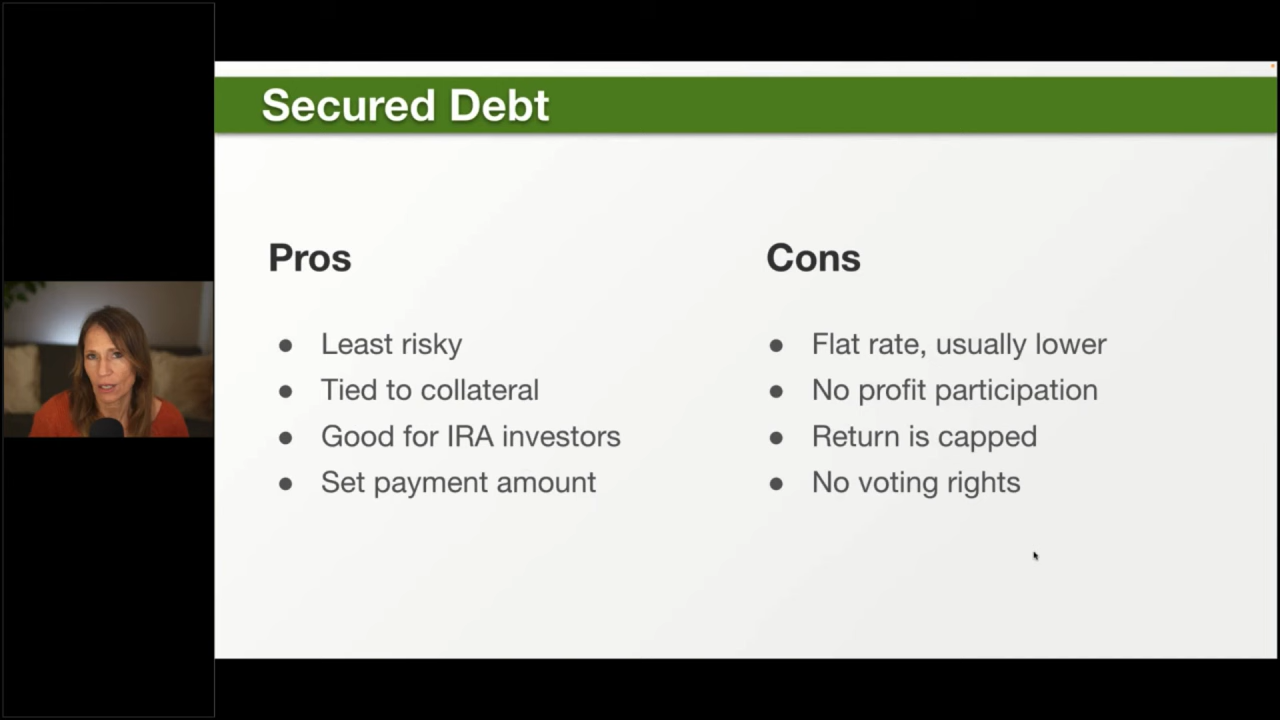 Secured Debt
Pros
● Least risky
● Tied to collateral
● Good for IRA investors
● Set payment amount
Cons
● Flat rate, usually lower
● No profit participation
● Return is capped
● No voting rights